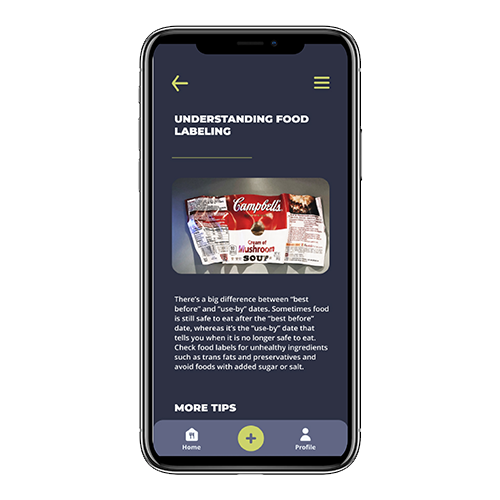 UNDERSTANDING FOOD
LABELING
Campbell's
Cream of
Mushroom
SOUP
There's a big difference between "best
before" and "use-by" dates. Sometimes food
is still safe to eat after the "best before"
date, whereas it's the "use-by" date that
tells you when it is no longer safe to eat.
Check food labels for unhealthy ingredients
such as trans fats and preservatives and
avoid foods with added sugar or salt.
MORE TIPS
Home
Profile